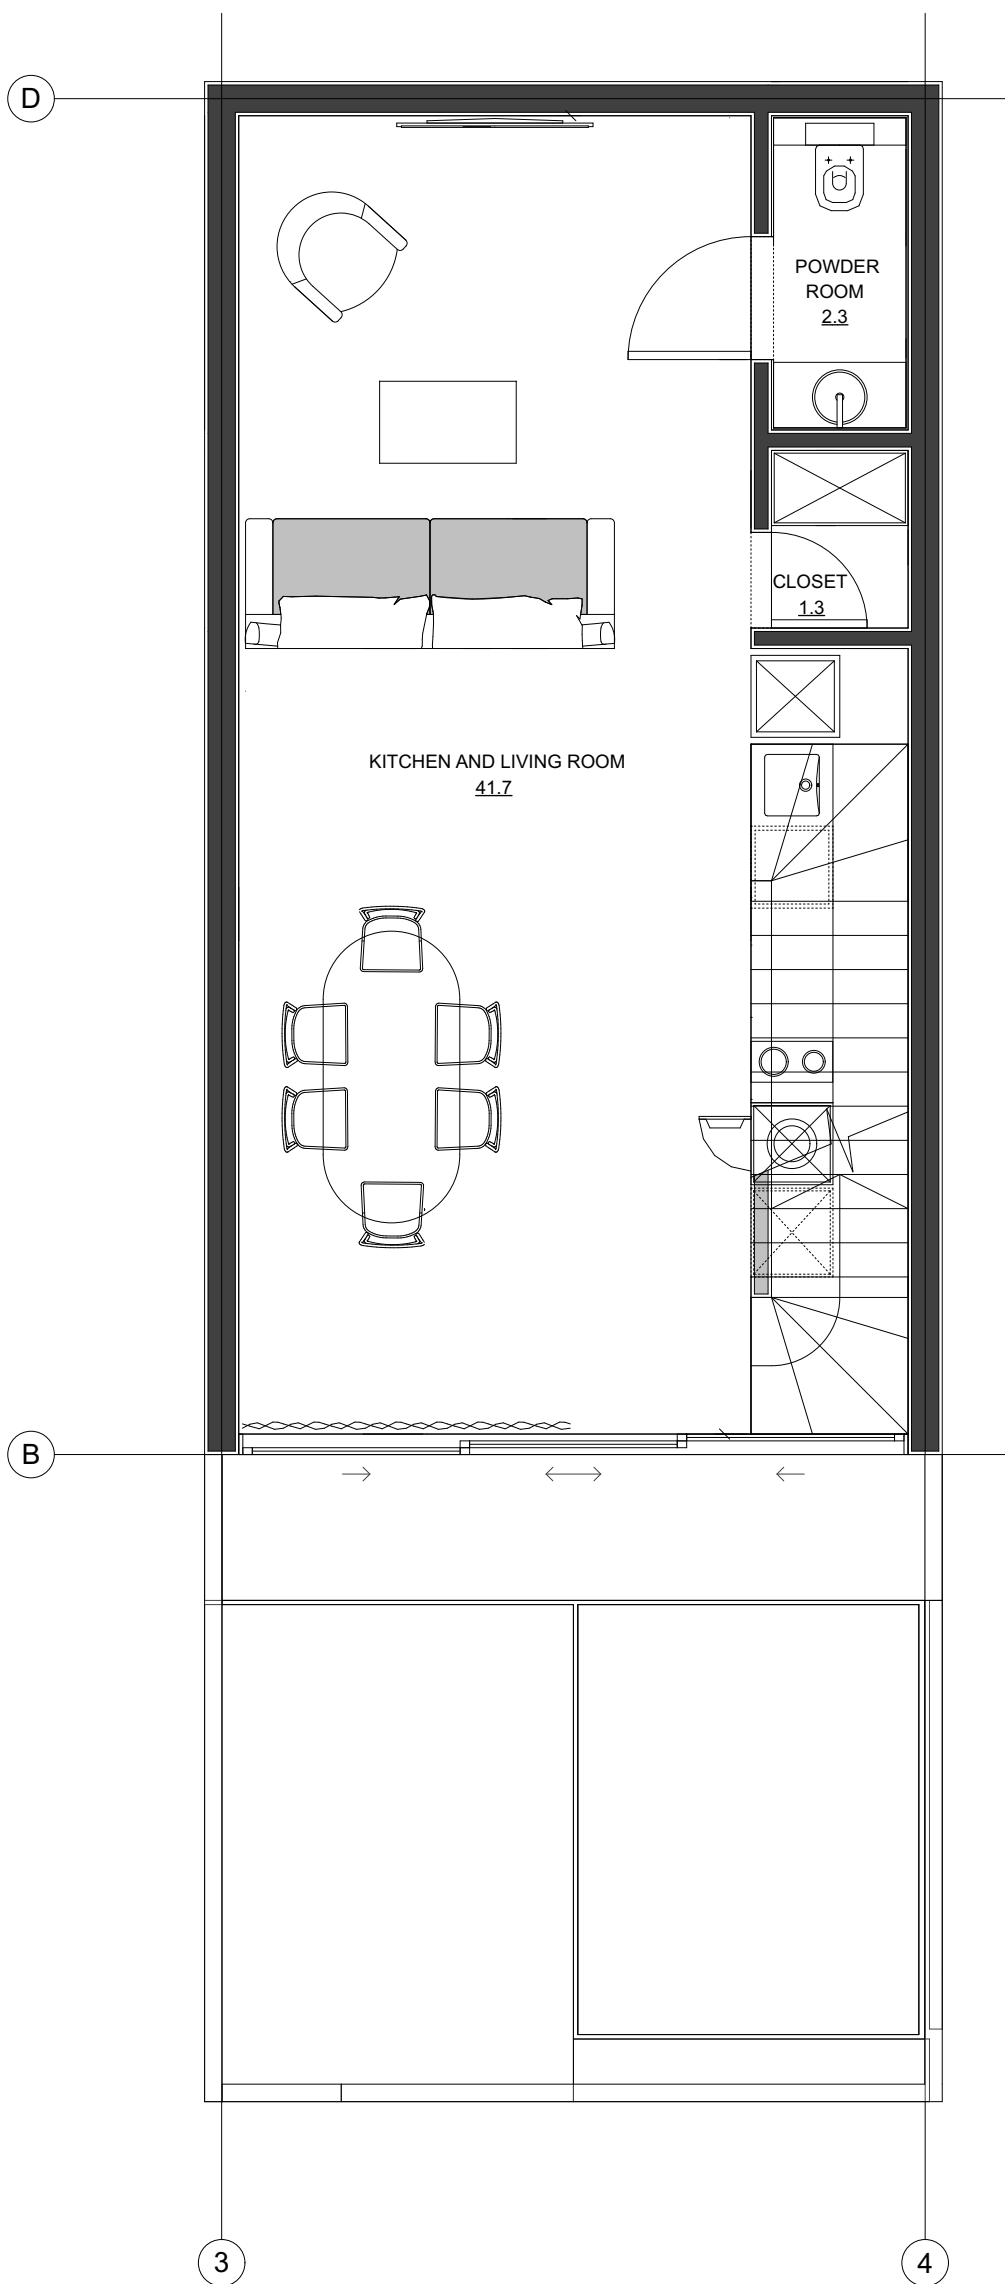 D
POWDER
ROOM
2.3
CLOSET
1.3
KITCHEN AND LIVING ROOM
41.7
B
3
4